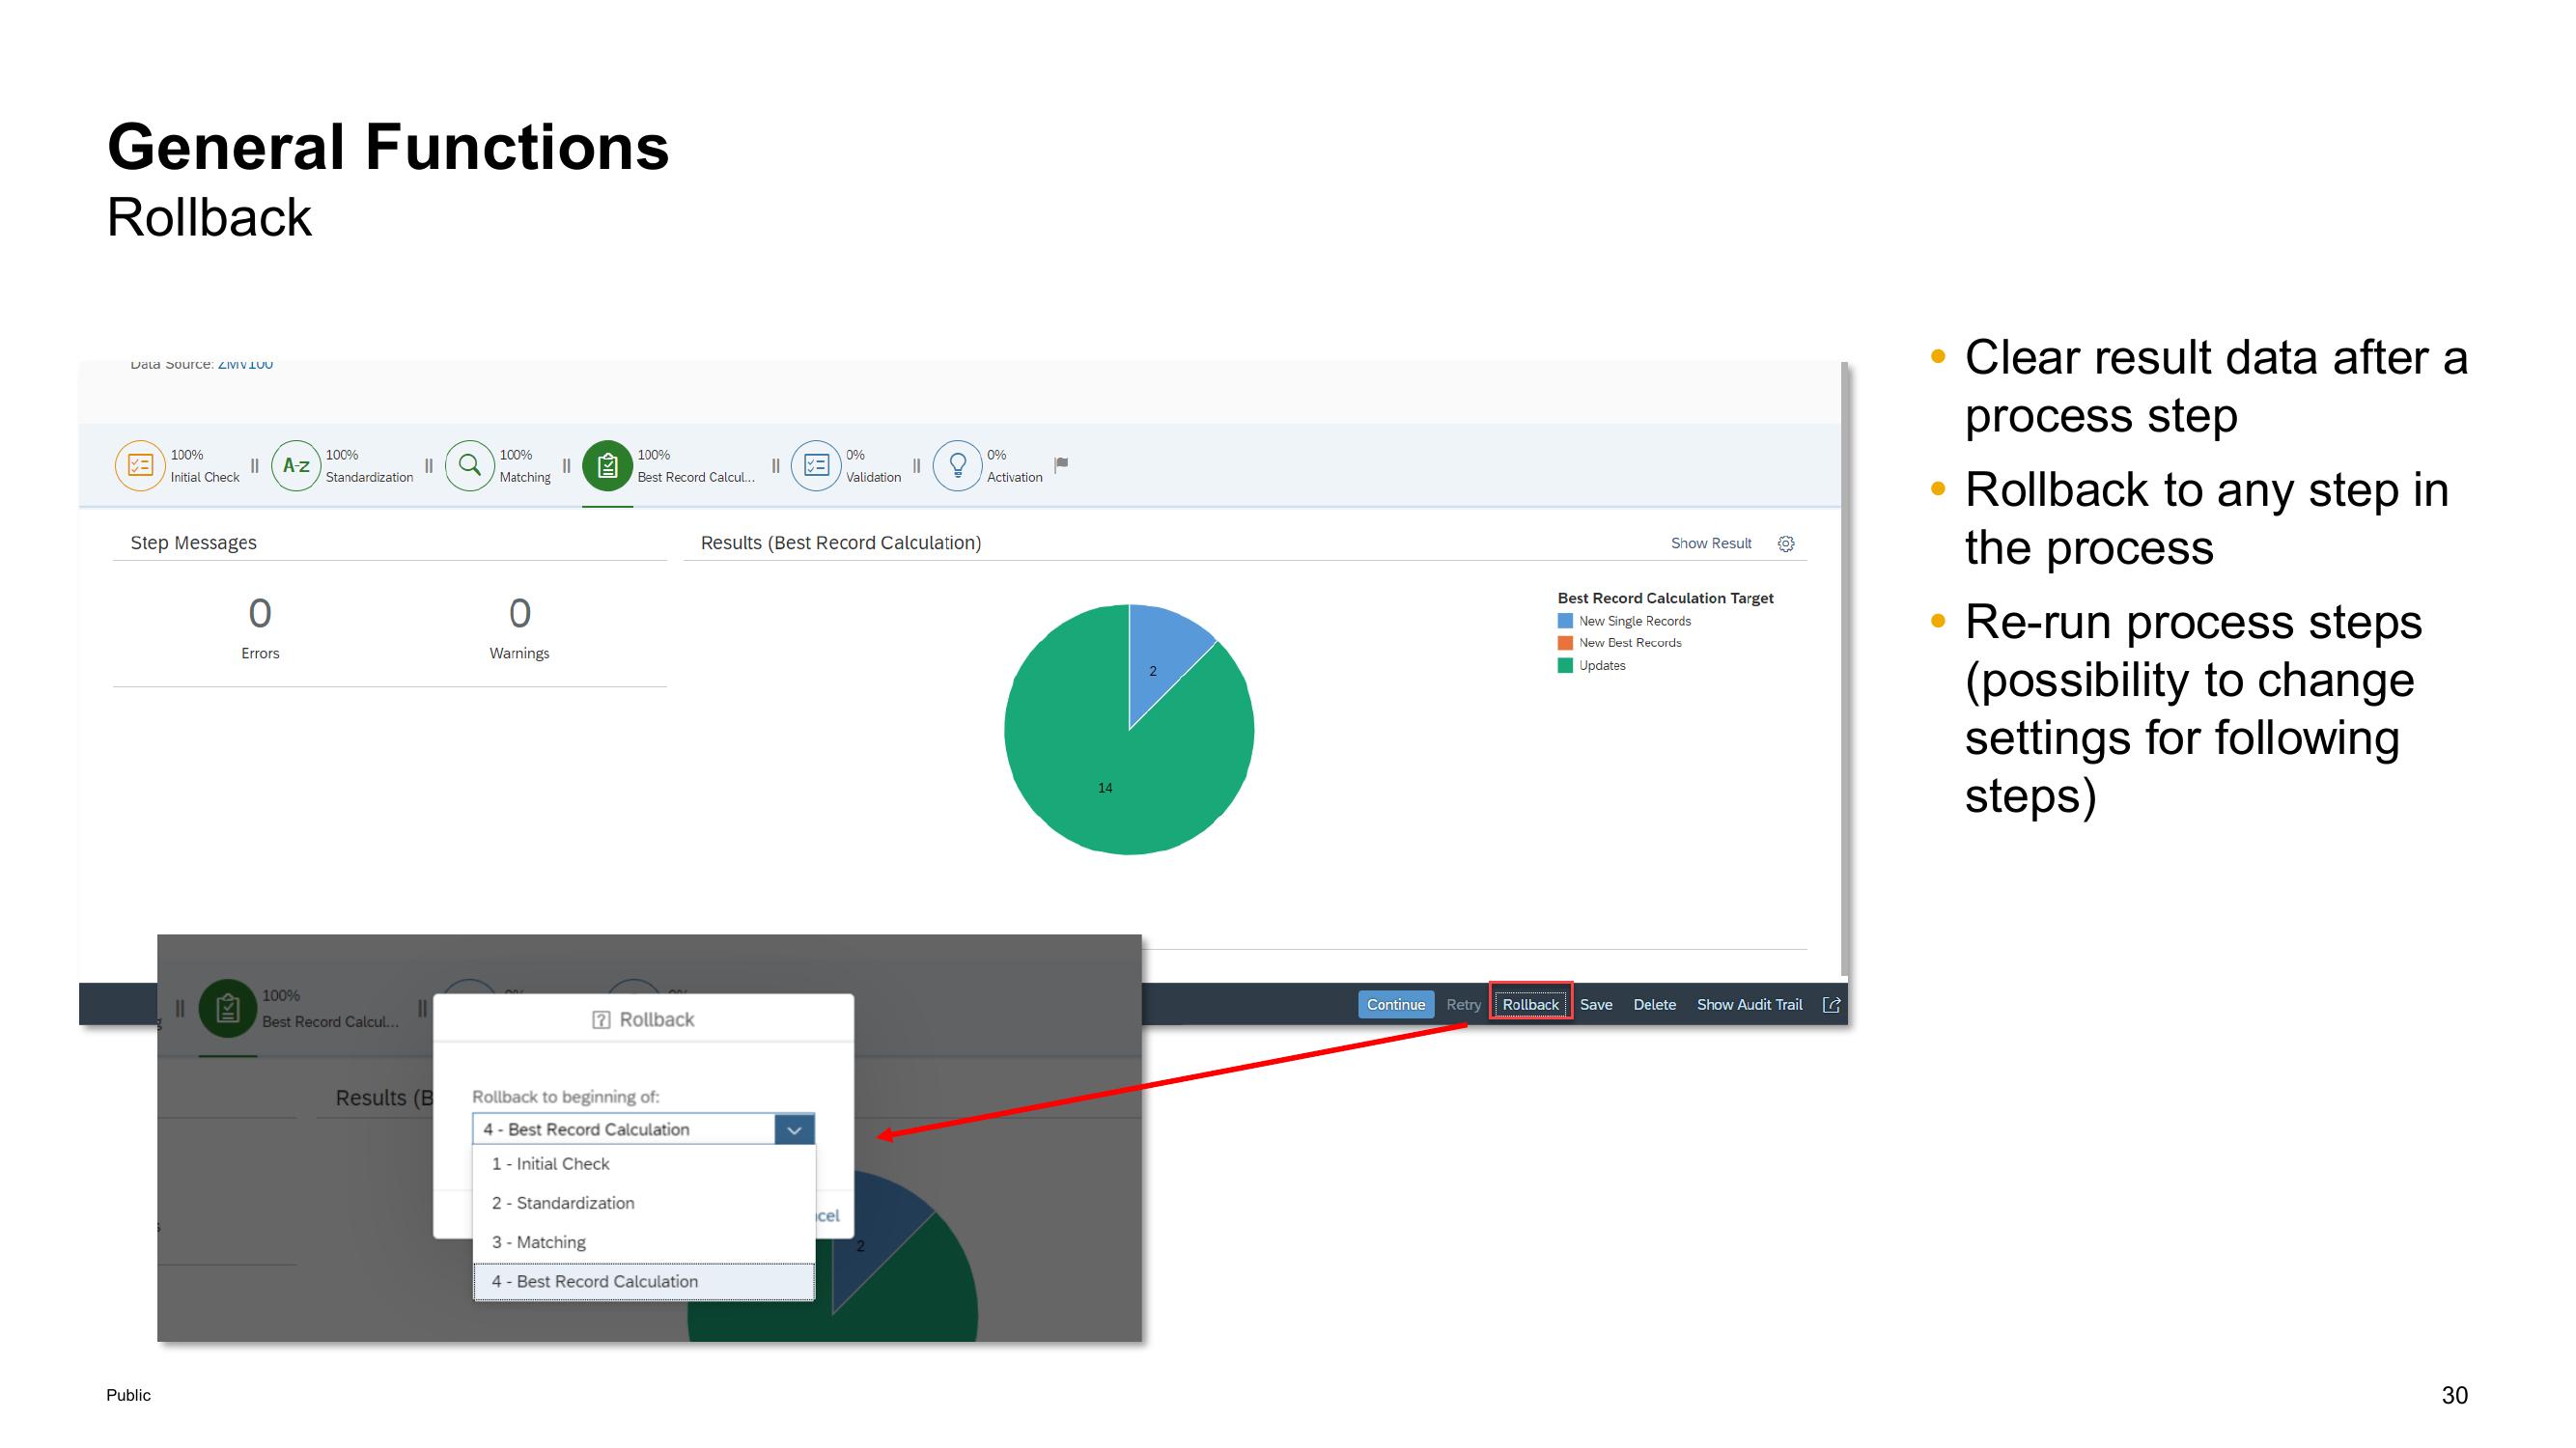 General Functions
Rollback
Data Source: ZMV100
100%
Initial Check
A-z
100%
Standardization
100%
Matching
100%
Best Record Calcul...
0%
Validation
0%
Activation
Step Messages
0
Errors
0
Warnings
Results (Best Record Calculation)
Show Result
Best Record Calculation Target
New Single Records
New Best Records
Updates
2
14
Continue
Retry
Rollback
Save
Delete
Show Audit Trail
100%
Best Record Calcul...
0%
0%
Results (B
Rollback
Rollback to beginning of:
4 - Best Record Calculation
1 - Initial Check
2 - Standardization
3 - Matching
4 - Best Record Calculation
cel
2
• Clear result data after a
process step
• Rollback to any step in
the process
• Re-run process steps
(possibility to change
settings for following
steps)
Public
30